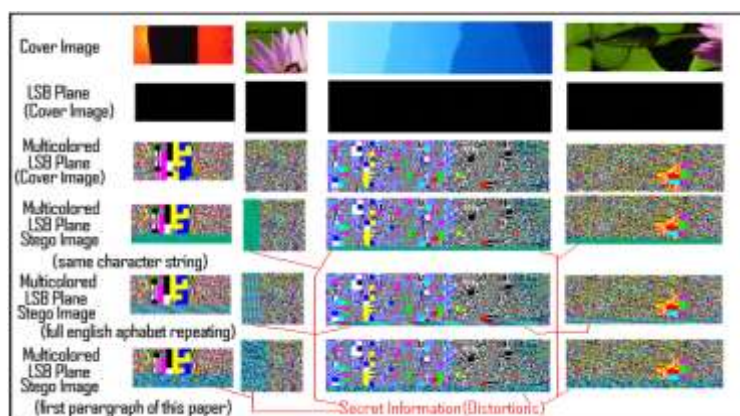 Cover Image
LSB Plane
(Cover Image)
Multicolored
LSB Plane
(Cover Image)
Multicolored
LSB Plane
Stego Image
(same character string)
Multicolored
LSB Plane
Stego Image
(full english aphabet repeating)
Multicolored
LSB Plane
Stego Image
(first parargraph of this paper)
Secret Information(Distortions)